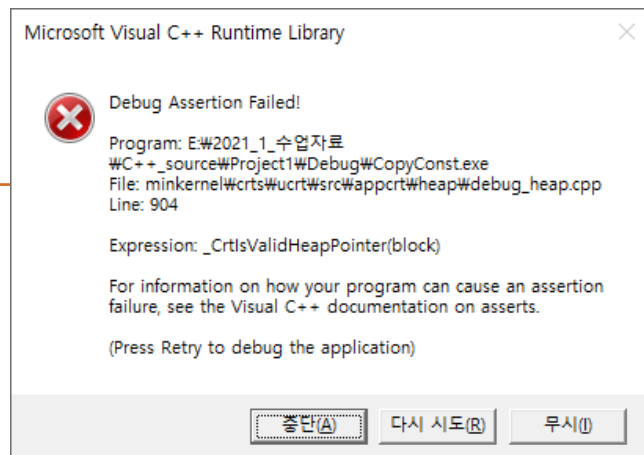 Microsoft Visual C++ Runtime Library
Debug Assertion Failed!
Program: E:₩2021_1_수업자료
₩C++_source₩Project1₩Debug₩CopyConst.exe
File: minkernel₩crts₩ucrt₩src₩appcrt₩heap₩debug_heap.cpp
Line: 904
Expression: _CrtIsValidHeapPointer(block)
For information on how your program can cause an assertion
failure, see the Visual C++ documentation on asserts.
(Press Retry to debug the application)
중단(A) 다시 시도(R) 무시(I)